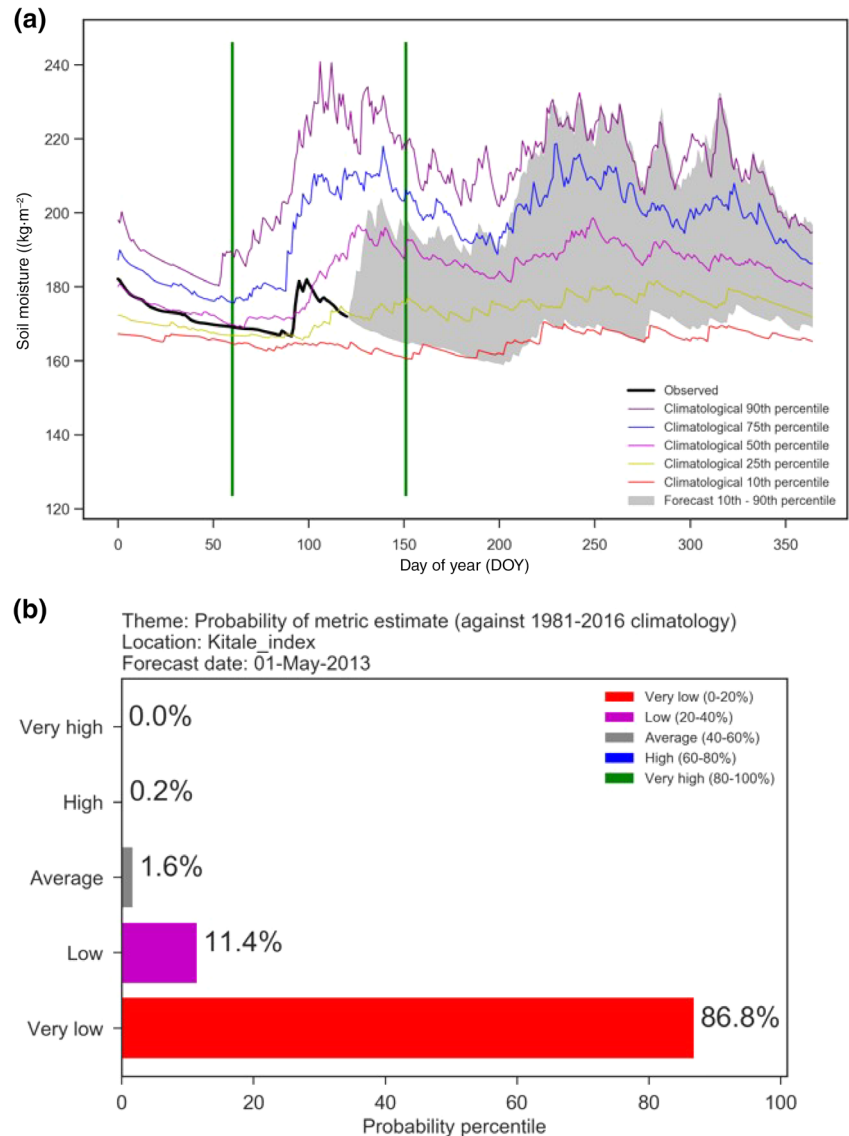 (a)
240
220
200
180
160
140
120
Soil moisture ((kg·m⁻²)
Observed
Climatological 90th percentile
Climatological 75th percentile
Climatological 50th percentile
Climatological 25th percentile
Climatological 10th percentile
Forecast 10th - 90th percentile
0 50 100 150 200 250 300 350
Day of year (DOY)
(b)
Theme: Probability of metric estimate (against 1981-2016 climatology)
Location: Kitale_index
Forecast date: 01-May-2013
Very low (0-20%)
Low (20-40%)
Average (40-60%)
High (60-80%)
Very high (80-100%)
Very high 0.0%
High 0.2%
Average 1.6%
Low 11.4%
Very low 86.8%
0 20 40 60 80 100
Probability percentile